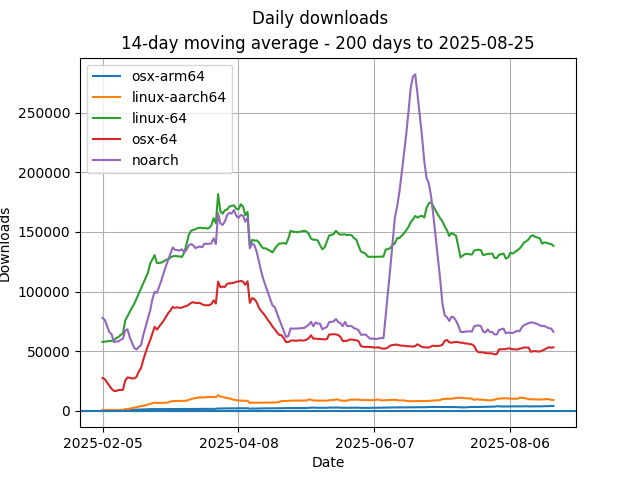 Daily downloads
14-day moving average - 200 days to 2025-08-25
osx-arm64
linux-aarch64
linux-64
osx-64
noarch
250000
200000
150000
100000
50000
0
Downloads
2025-02-05 2025-04-08 2025-06-07 2025-08-06
Date